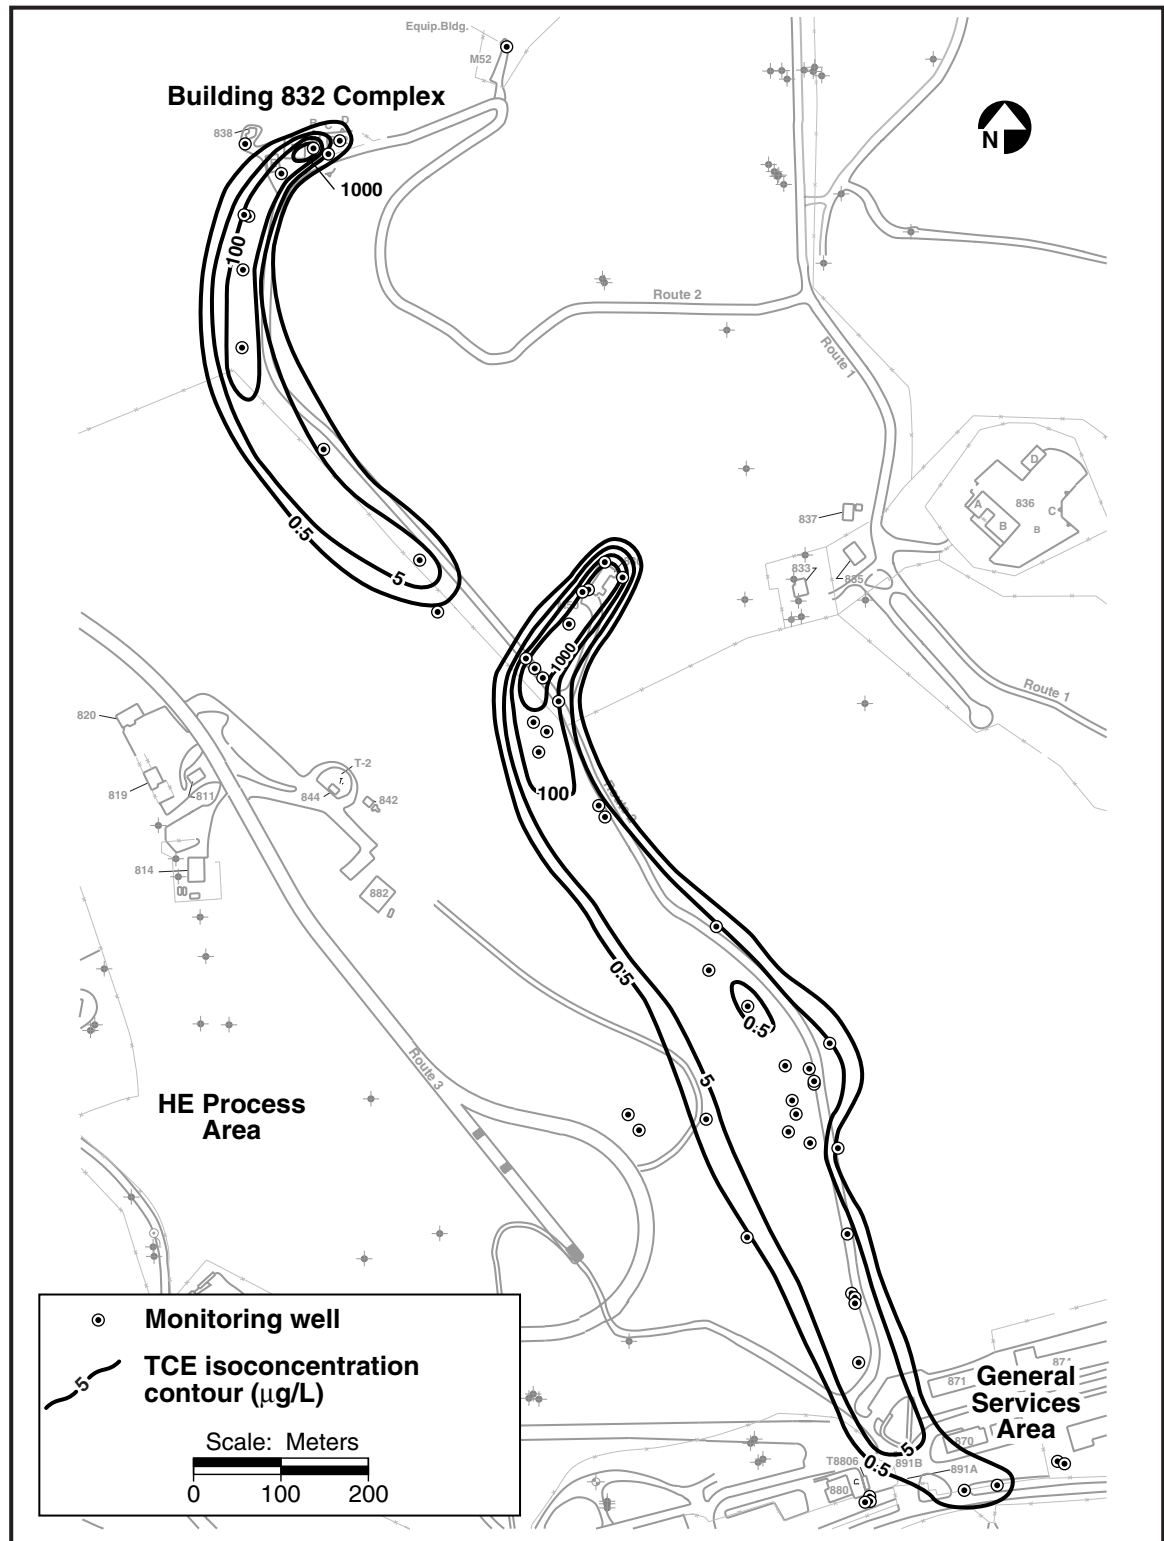 Equip.Bldg.
M52
Building 832 Complex
838
B
C
D
N
1000
100
Route 2
Route 1
D
836
A
B
C
B
837
833
835
0.5
5
1000
Route 1
820
T-2
819
811
844
842
100
814
882
0.5
0.5
5
Route 3
HE Process
Area
Monitoring well
5
TCE isoconcentration
contour (µg/L)
Scale: Meters
0 100 200
General
Services
Area
871
870
5
0.5
T8806
891B
891A
880